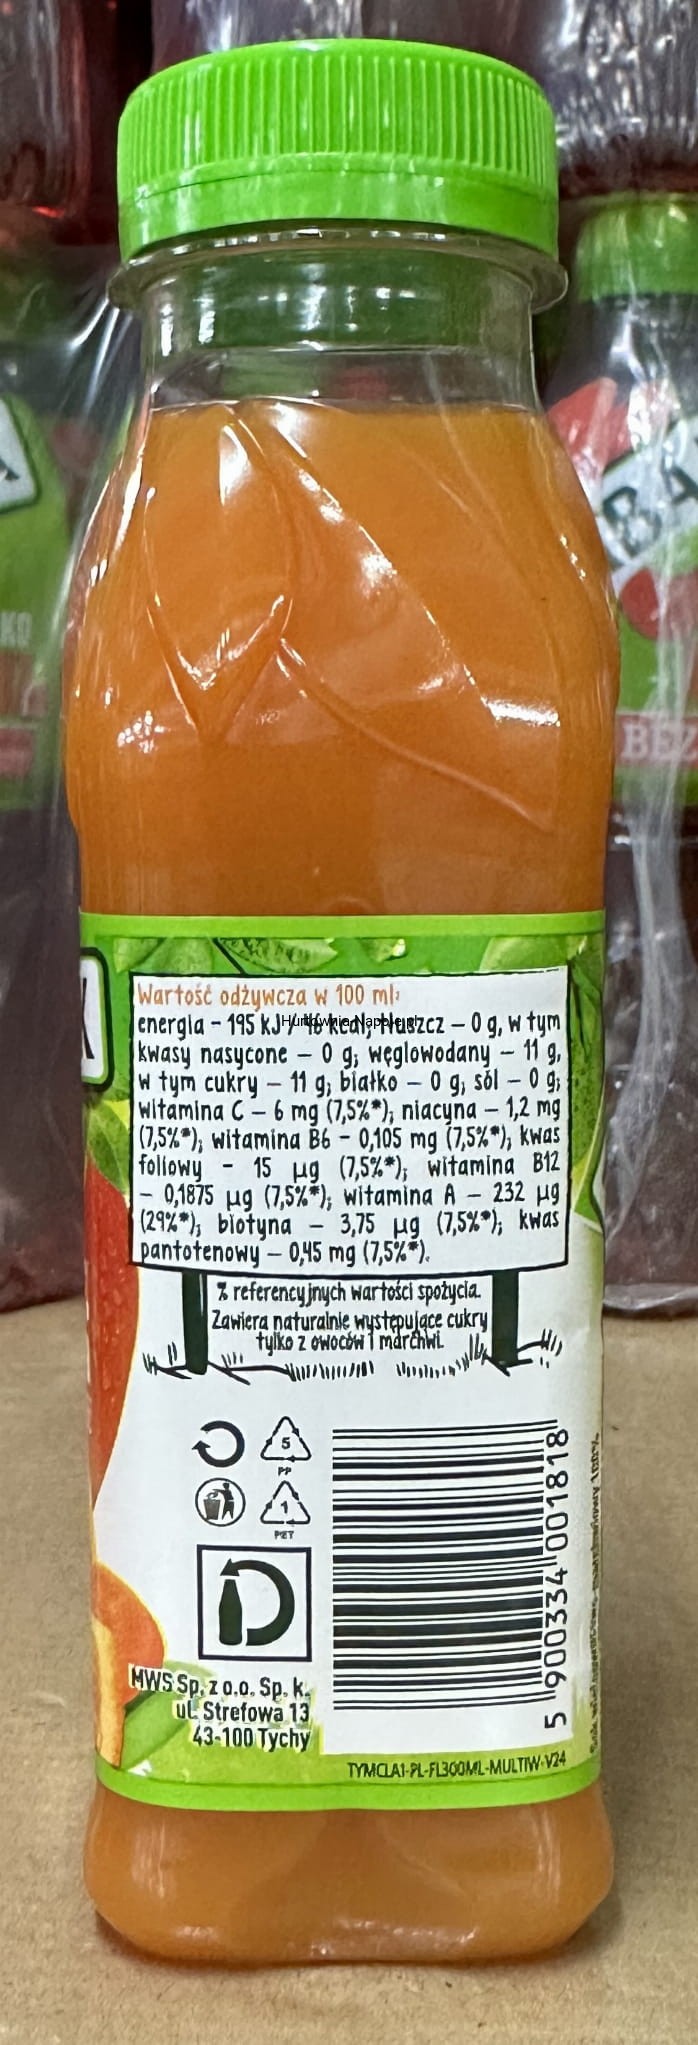 Wartość odżywcza w 100 ml:
energia – 195 kJ / 46 kcal; tłuszcz – 0 g, w tym
Hurtownia-Napoje.pl
kwasy nasycone – 0 g; węglowodany – 11 g,
w tym cukry – 11 g; białko – 0 g; sól – 0 g;
witamina C – 6 mg (7,5%*); niacyna – 1,2 mg
(7,5%*); witamina B6 – 0,105 mg (7,5%*); kwas
foliowy – 15 µg (7,5%*); witamina B12
– 0,1875 µg (7,5%*); witamina A – 232 µg
(29%*); biotyna – 3,75 µg (7,5%*); kwas
pantotenowy – 0,45 mg (7,5%*).
% referencyjnych wartości spożycia.
Zawiera naturalnie występujące cukry
tylko z owoców i marchwi.
5
PP
1
PET
D
5 900334 001818
MWS Sp. z o.o. Sp. k.
ul. Strefowa 13
43-100 Tychy
TYMCLA1-PL-FL300ML-MULTIW-V24
BEZ